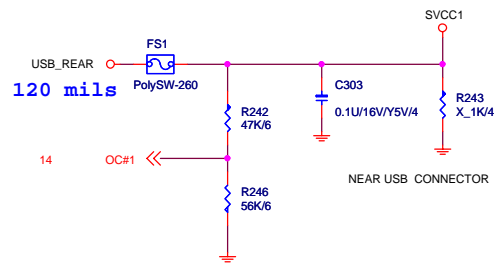 SVCC1
FS1
USB_REAR
PolySW-260
120 mils
C303
0.1U/16V/Y5V/4
R243
X_1K/4
R242
47K/6
14
OC#1
NEAR USB CONNECTOR
R246
56K/6